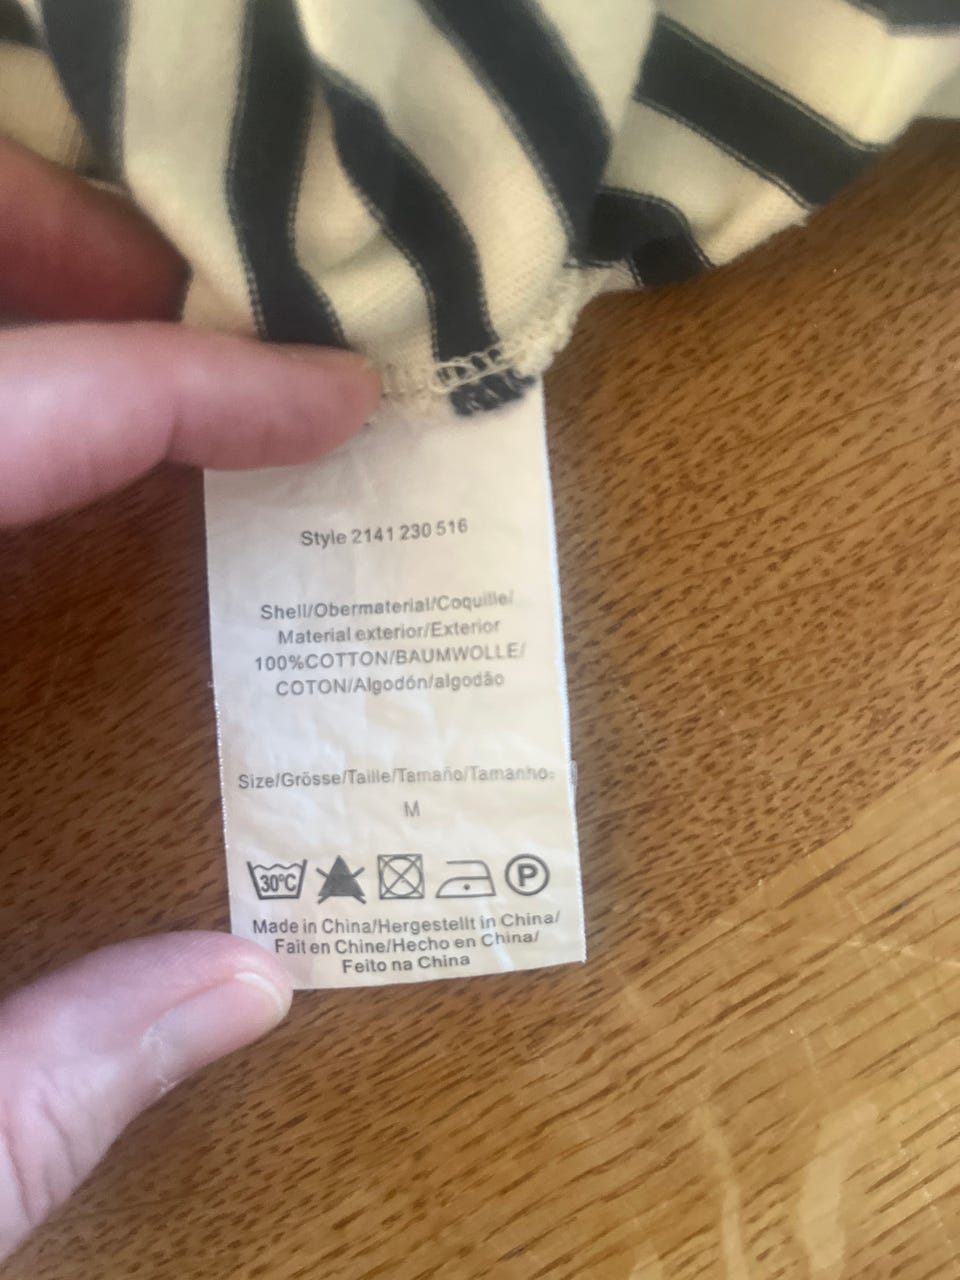 Style 2141 230 516
Shell/Obermaterial/Coquille/
Material exterior/Exterior
100%COTTON/BAUMWOLLE/
COTON/Algodón/algodão
Size/Grösse/Taille/Tamaño/Tamanho:
M
30°C P
Made in China/Hergestellt in China/
Fait en Chine/Hecho en China/
Feito na China